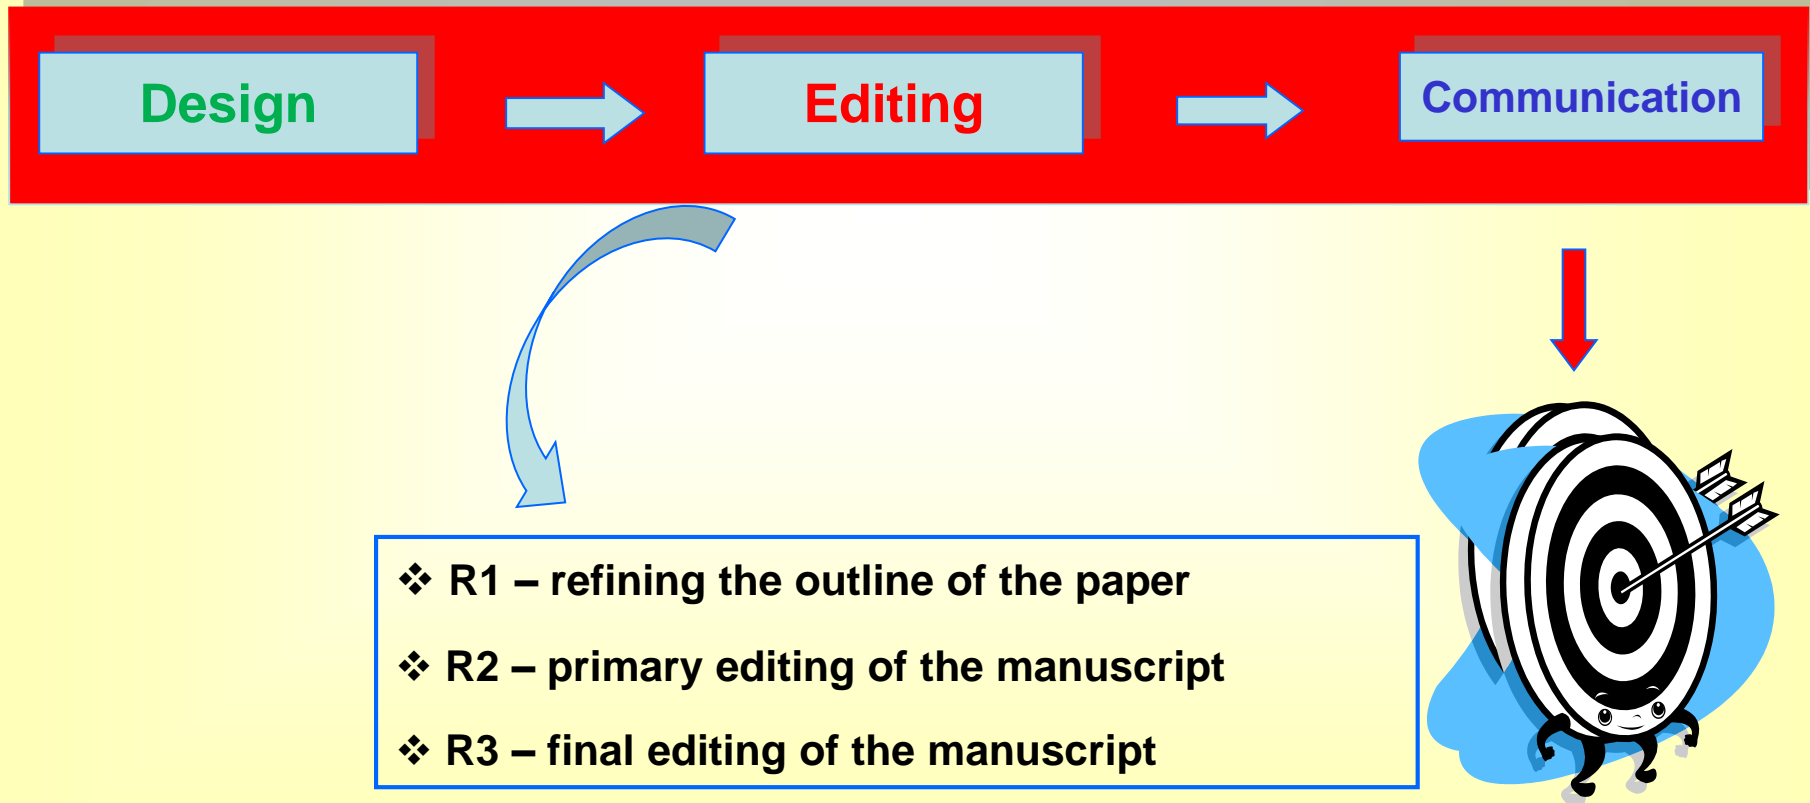 Design
Editing
Communication
❖ R1 – refining the outline of the paper
❖ R2 – primary editing of the manuscript
❖ R3 – final editing of the manuscript